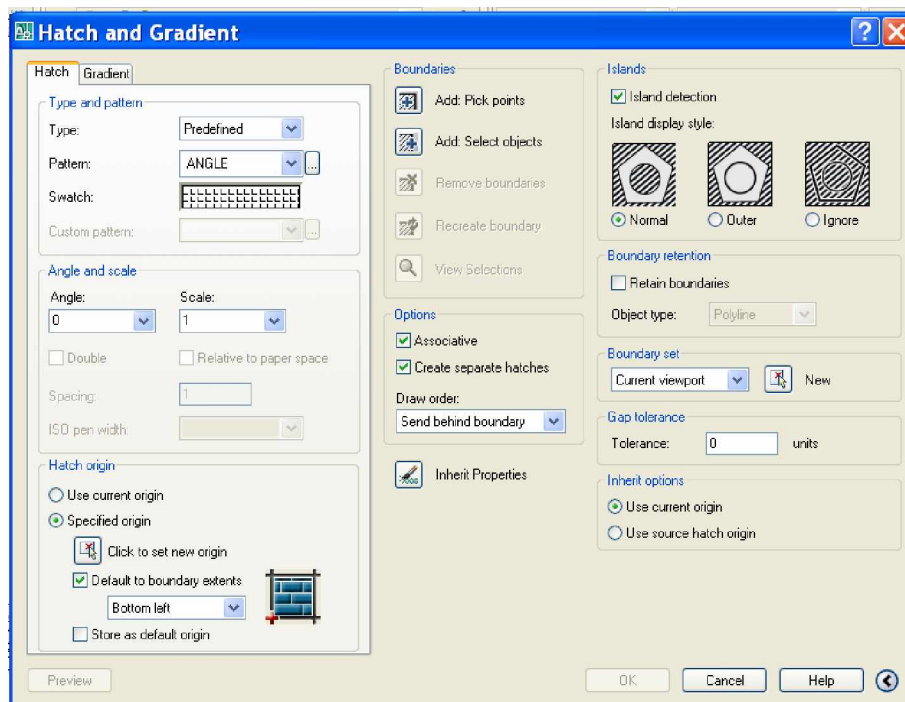 Hatch and Gradient
Hatch Gradient
Type and pattern
Type: Predefined
Pattern: ANGLE ...
Swatch:
Custom pattern: ...
Angle and scale
Angle: Scale:
0 1
Double Relative to paper space
Spacing: 1
ISO pen width:
Hatch origin
Use current origin
Specified origin
Click to set new origin
Default to boundary extents
Bottom left
Store as default origin
Preview
Boundaries
Add: Pick points
Add: Select objects
Remove boundaries
Recreate boundary
View Selections
Options
Associative
Create separate hatches
Draw order:
Send behind boundary
Inherit Properties
Islands
Island detection
Island display style:
Normal Outer Ignore
Boundary retention
Retain boundaries
Object type: Polyline
Boundary set
Current viewport New
Gap tolerance
Tolerance: 0 units
Inherit options
Use current origin
Use source hatch origin
OK Cancel Help